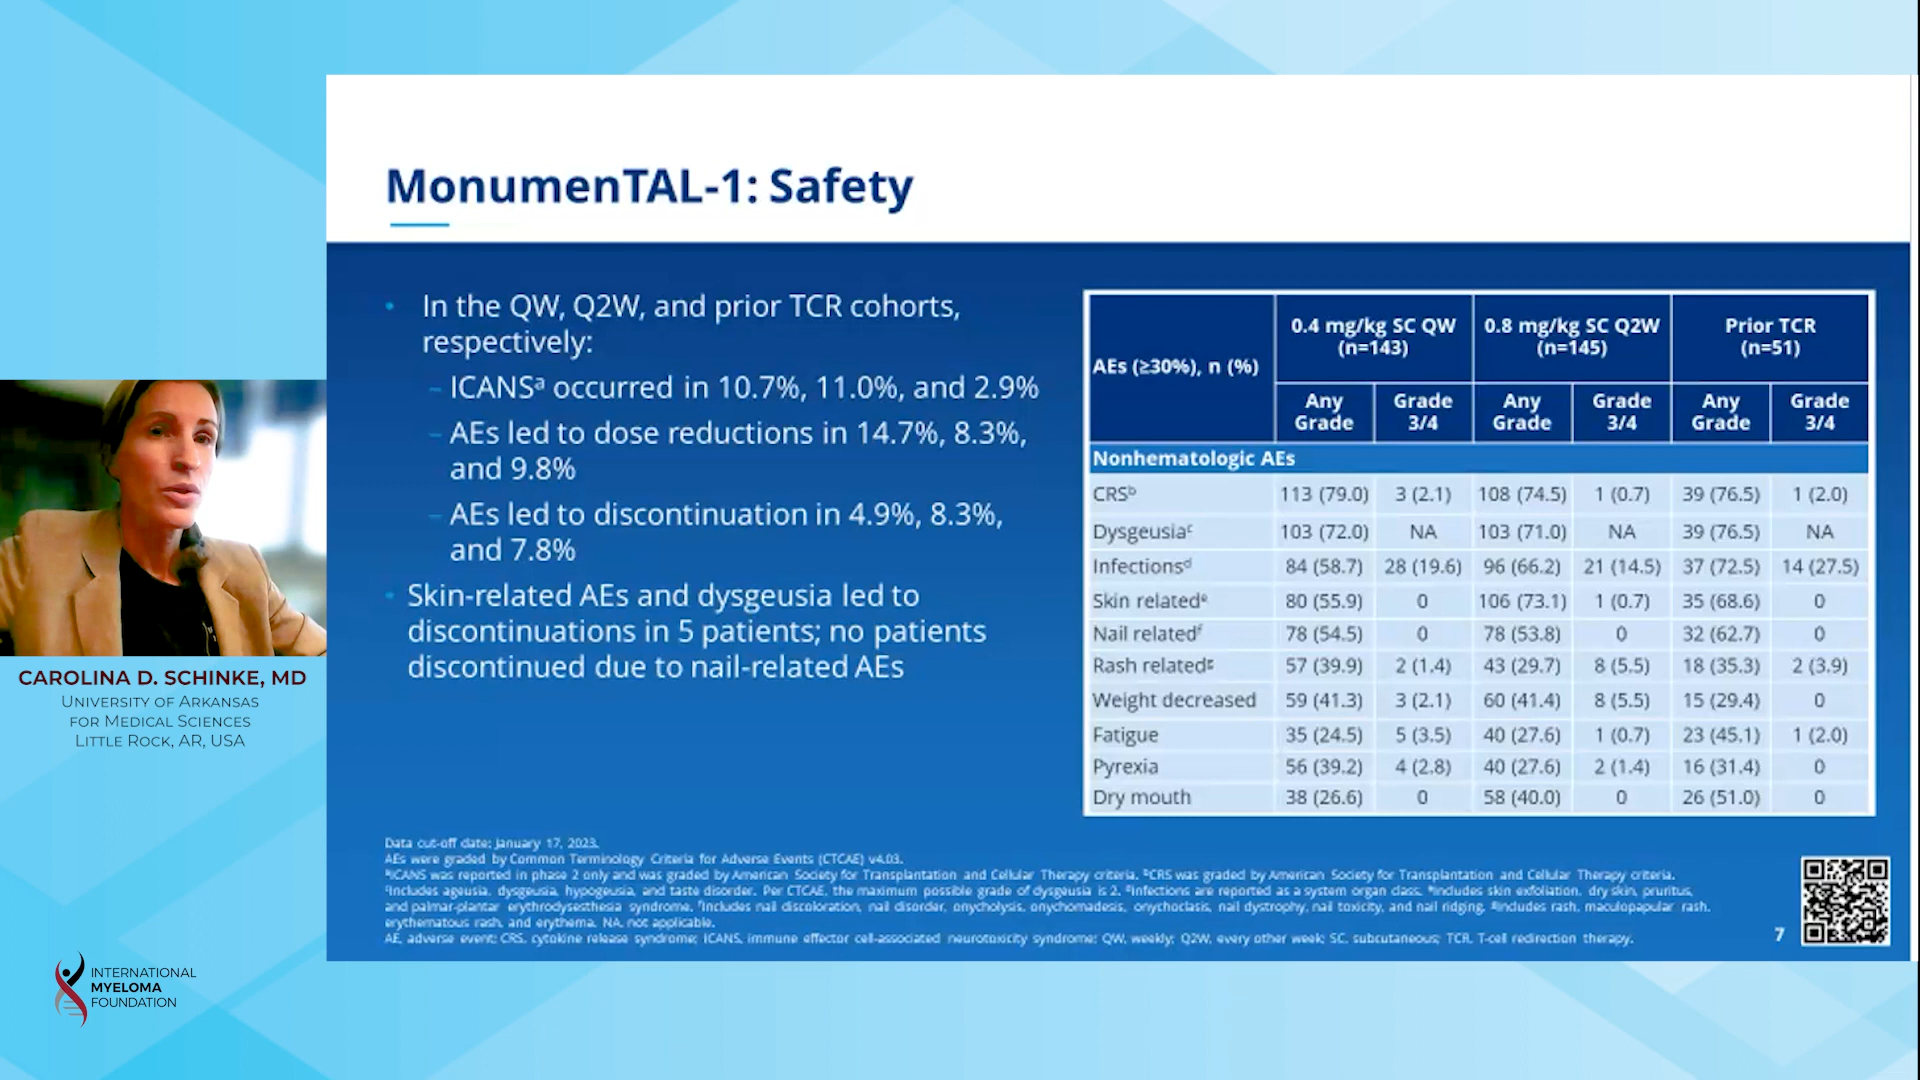 MonumenTAL-1: Safety
• In the QW, Q2W, and prior TCR cohorts,
respectively:
– ICANSᵃ occurred in 10.7%, 11.0%, and 2.9%
– AEs led to dose reductions in 14.7%, 8.3%,
and 9.8%
– AEs led to discontinuation in 4.9%, 8.3%,
and 7.8%
• Skin-related AEs and dysgeusia led to
discontinuations in 5 patients; no patients
discontinued due to nail-related AEs
AEs (≥30%), n (%)
0.4 mg/kg SC QW
(n=143)
0.8 mg/kg SC Q2W
(n=145)
Prior TCR
(n=51)
Any Grade
Grade 3/4
Any Grade
Grade 3/4
Any Grade
Grade 3/4
Nonhematologic AEs
CRSᵇ 113 (79.0) 3 (2.1) 108 (74.5) 1 (0.7) 39 (76.5) 1 (2.0)
Dysgeusiaᶜ 103 (72.0) NA 103 (71.0) NA 39 (76.5) NA
Infectionsᵈ 84 (58.7) 28 (19.6) 96 (66.2) 21 (14.5) 37 (72.5) 14 (27.5)
Skin relatedᵉ 80 (55.9) 0 106 (73.1) 1 (0.7) 35 (68.6) 0
Nail relatedᶠ 78 (54.5) 0 78 (53.8) 0 32 (62.7) 0
Rash relatedᵍ 57 (39.9) 2 (1.4) 43 (29.7) 8 (5.5) 18 (35.3) 2 (3.9)
Weight decreased 59 (41.3) 3 (2.1) 60 (41.4) 8 (5.5) 15 (29.4) 0
Fatigue 35 (24.5) 5 (3.5) 40 (27.6) 1 (0.7) 23 (45.1) 1 (2.0)
Pyrexia 56 (39.2) 4 (2.8) 40 (27.6) 2 (1.4) 16 (31.4) 0
Dry mouth 38 (26.6) 0 58 (40.0) 0 26 (51.0) 0
Data cut-off date: January 17, 2023.
AEs were graded by Common Terminology Criteria for Adverse Events (CTCAE) v4.03.
ᵃICANS was reported in phase 2 only and was graded by American Society for Transplantation and Cellular Therapy criteria. ᵇCRS was graded by American Society for Transplantation and Cellular Therapy criteria.
ᶜIncludes ageusia, dysgeusia, hypogeusia, and taste disorder. Per CTCAE, the maximum possible grade of dysgeusia is 2. ᵈInfections are reported as a system organ class. ᵉIncludes skin exfoliation, dry skin, pruritus,
and palmar-plantar erythrodysesthesia syndrome. ᶠIncludes nail discoloration, nail disorder, onycholysis, onychomadesis, onychoclasis, nail dystrophy, nail toxicity, and nail ridging. ᵍIncludes rash, maculopapular rash,
erythematous rash, and erythema. NA, not applicable.
AE, adverse event; CRS, cytokine release syndrome; ICANS, immune effector cell-associated neurotoxicity syndrome; QW, weekly; Q2W, every other week; SC, subcutaneous; TCR, T-cell redirection therapy.
7
CAROLINA D. SCHINKE, MD
UNIVERSITY OF ARKANSAS
FOR MEDICAL SCIENCES
LITTLE ROCK, AR, USA
INTERNATIONAL
MYELOMA
FOUNDATION